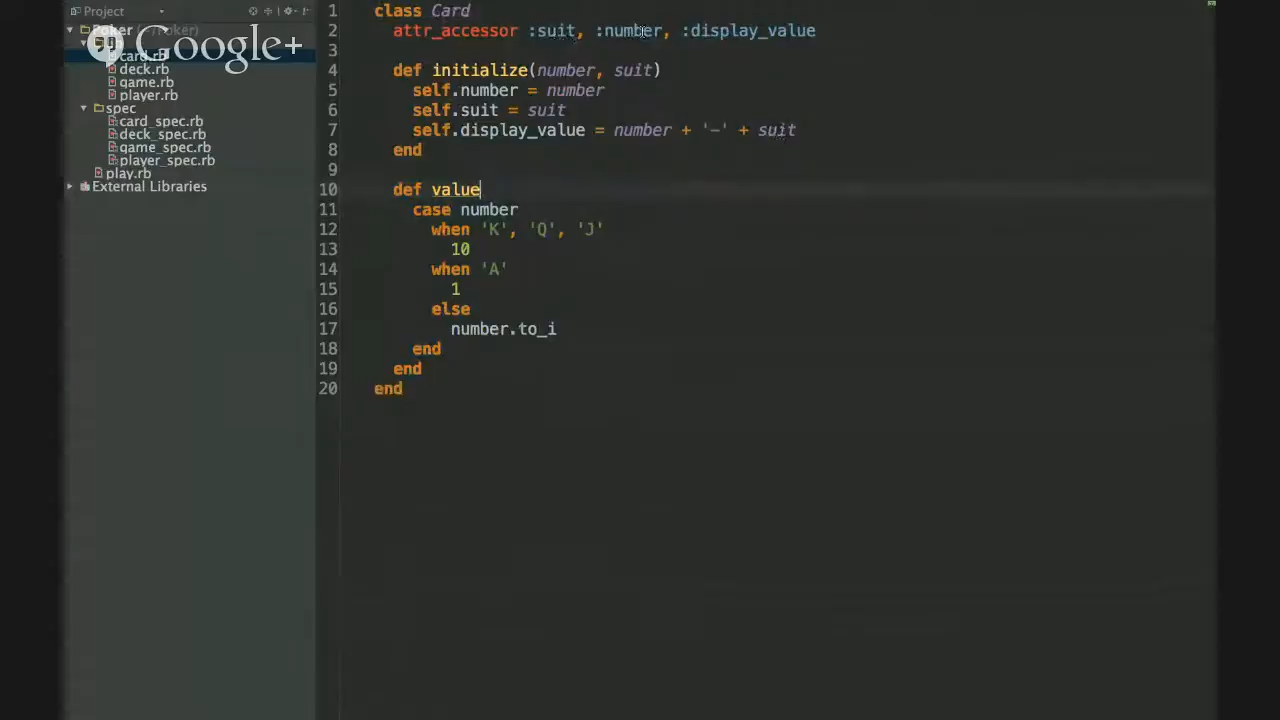 Project
Poker (~/Poker)
Google+
card.rb
deck.rb
game.rb
player.rb
spec
card_spec.rb
deck_spec.rb
game_spec.rb
player_spec.rb
play.rb
External Libraries
1 class Card
2 attr_accessor :suit, :number, :display_value
3
4 def initialize(number, suit)
5 self.number = number
6 self.suit = suit
7 self.display_value = number + '-' + suit
8 end
9
10 def value
11 case number
12 when 'K', 'Q', 'J'
13 10
14 when 'A'
15 1
16 else
17 number.to_i
18 end
19 end
20 end